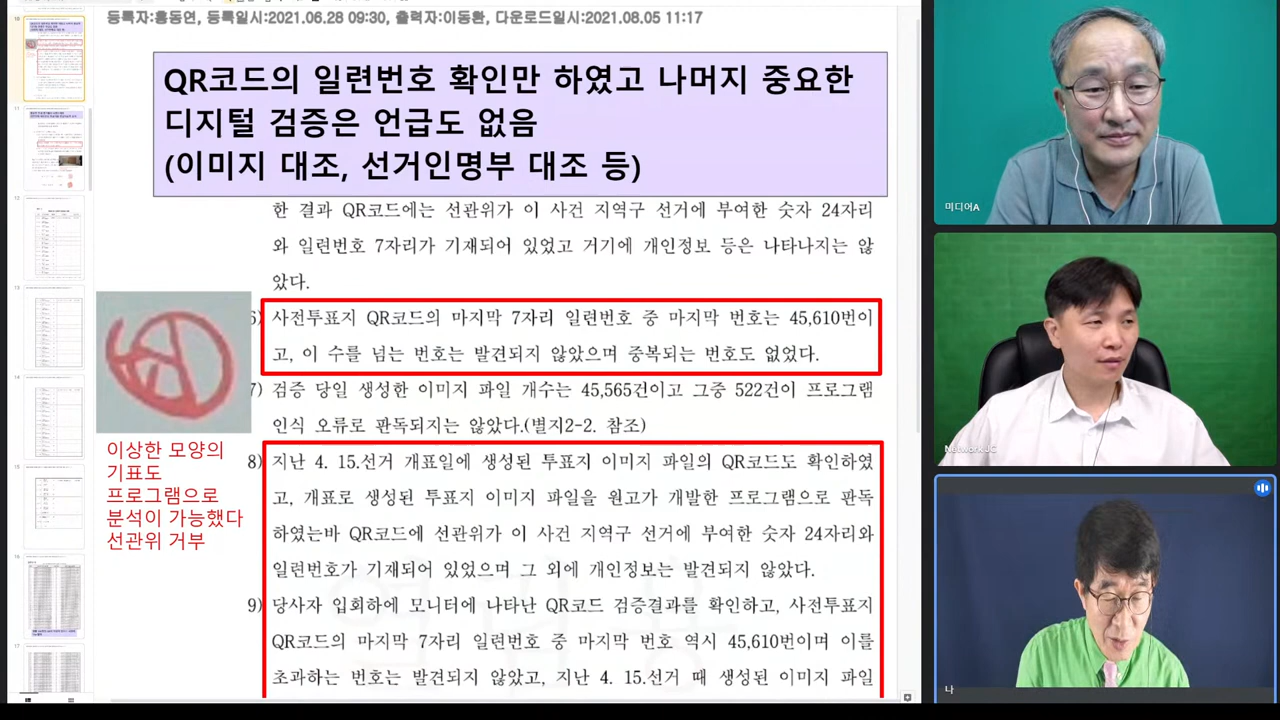 등록자:홍동연, 등록일시:2021.06.28 09:30, 출력자:이 다운로드일시:2021.08.05 1
QR코드의 일련번호 확인만 하였고 나머지 중요한
디지털 검증은 언급도 없음
(이미지 대조, 선거인명부 대조 등)
한 결과 QR코드에는 선관위가 이 사건 지역구 선거에 부여한 숫자 24자리
와 일련번호 7자리가 기재되어 있었고 거기에 개인정보 등은 나타나지는 않
았다.
6) 사전투표지 QR코드의 마지막 7자리 일련번호 중 마지막 번호는 45,610번이
고, 이 수를 넘는 번호는 발견되지 않았으며 중복되는 번호도 없었다.
7) 검증 당일 생성한 이미지 파일 개수는 45,565건이고 그중 건이 프로그램
인식 오류로 판독되지는 않았다.(별지2-2. 참조)
이상한 모양의
기표도
프로그램으로
분석이 가능했다
선관위 거부
8) 지난 4. 15.선거 개표일에 생성된 투표지 이미지 파일의 QR코드도 확인하였
고, 개표로 생성된 투표지 이미지 파일을 원고가 개발한 프로그램으로 판독
하였는바 QR코드에 선관위가 이 사건 지역구 선거에 부여한 숫자 24자리와
일련번호가 기재되어 있었으며 그 외에 개인정보는 발견되지 않았다.
9) 당사자 입회하에 모니터에 나타난 QR코드 검증결과를 확인하고, 사전투표지
QR코드의 마지막 7자리 일련번호 중 마지막 번호 역시 번이며 이를
초과하는 번호는 발견되지 않았고, 지난 4. 15.선거 때 생성된 이미지 파일
10
11
12
13
14
15
16
17
미디어A
Network JC
나